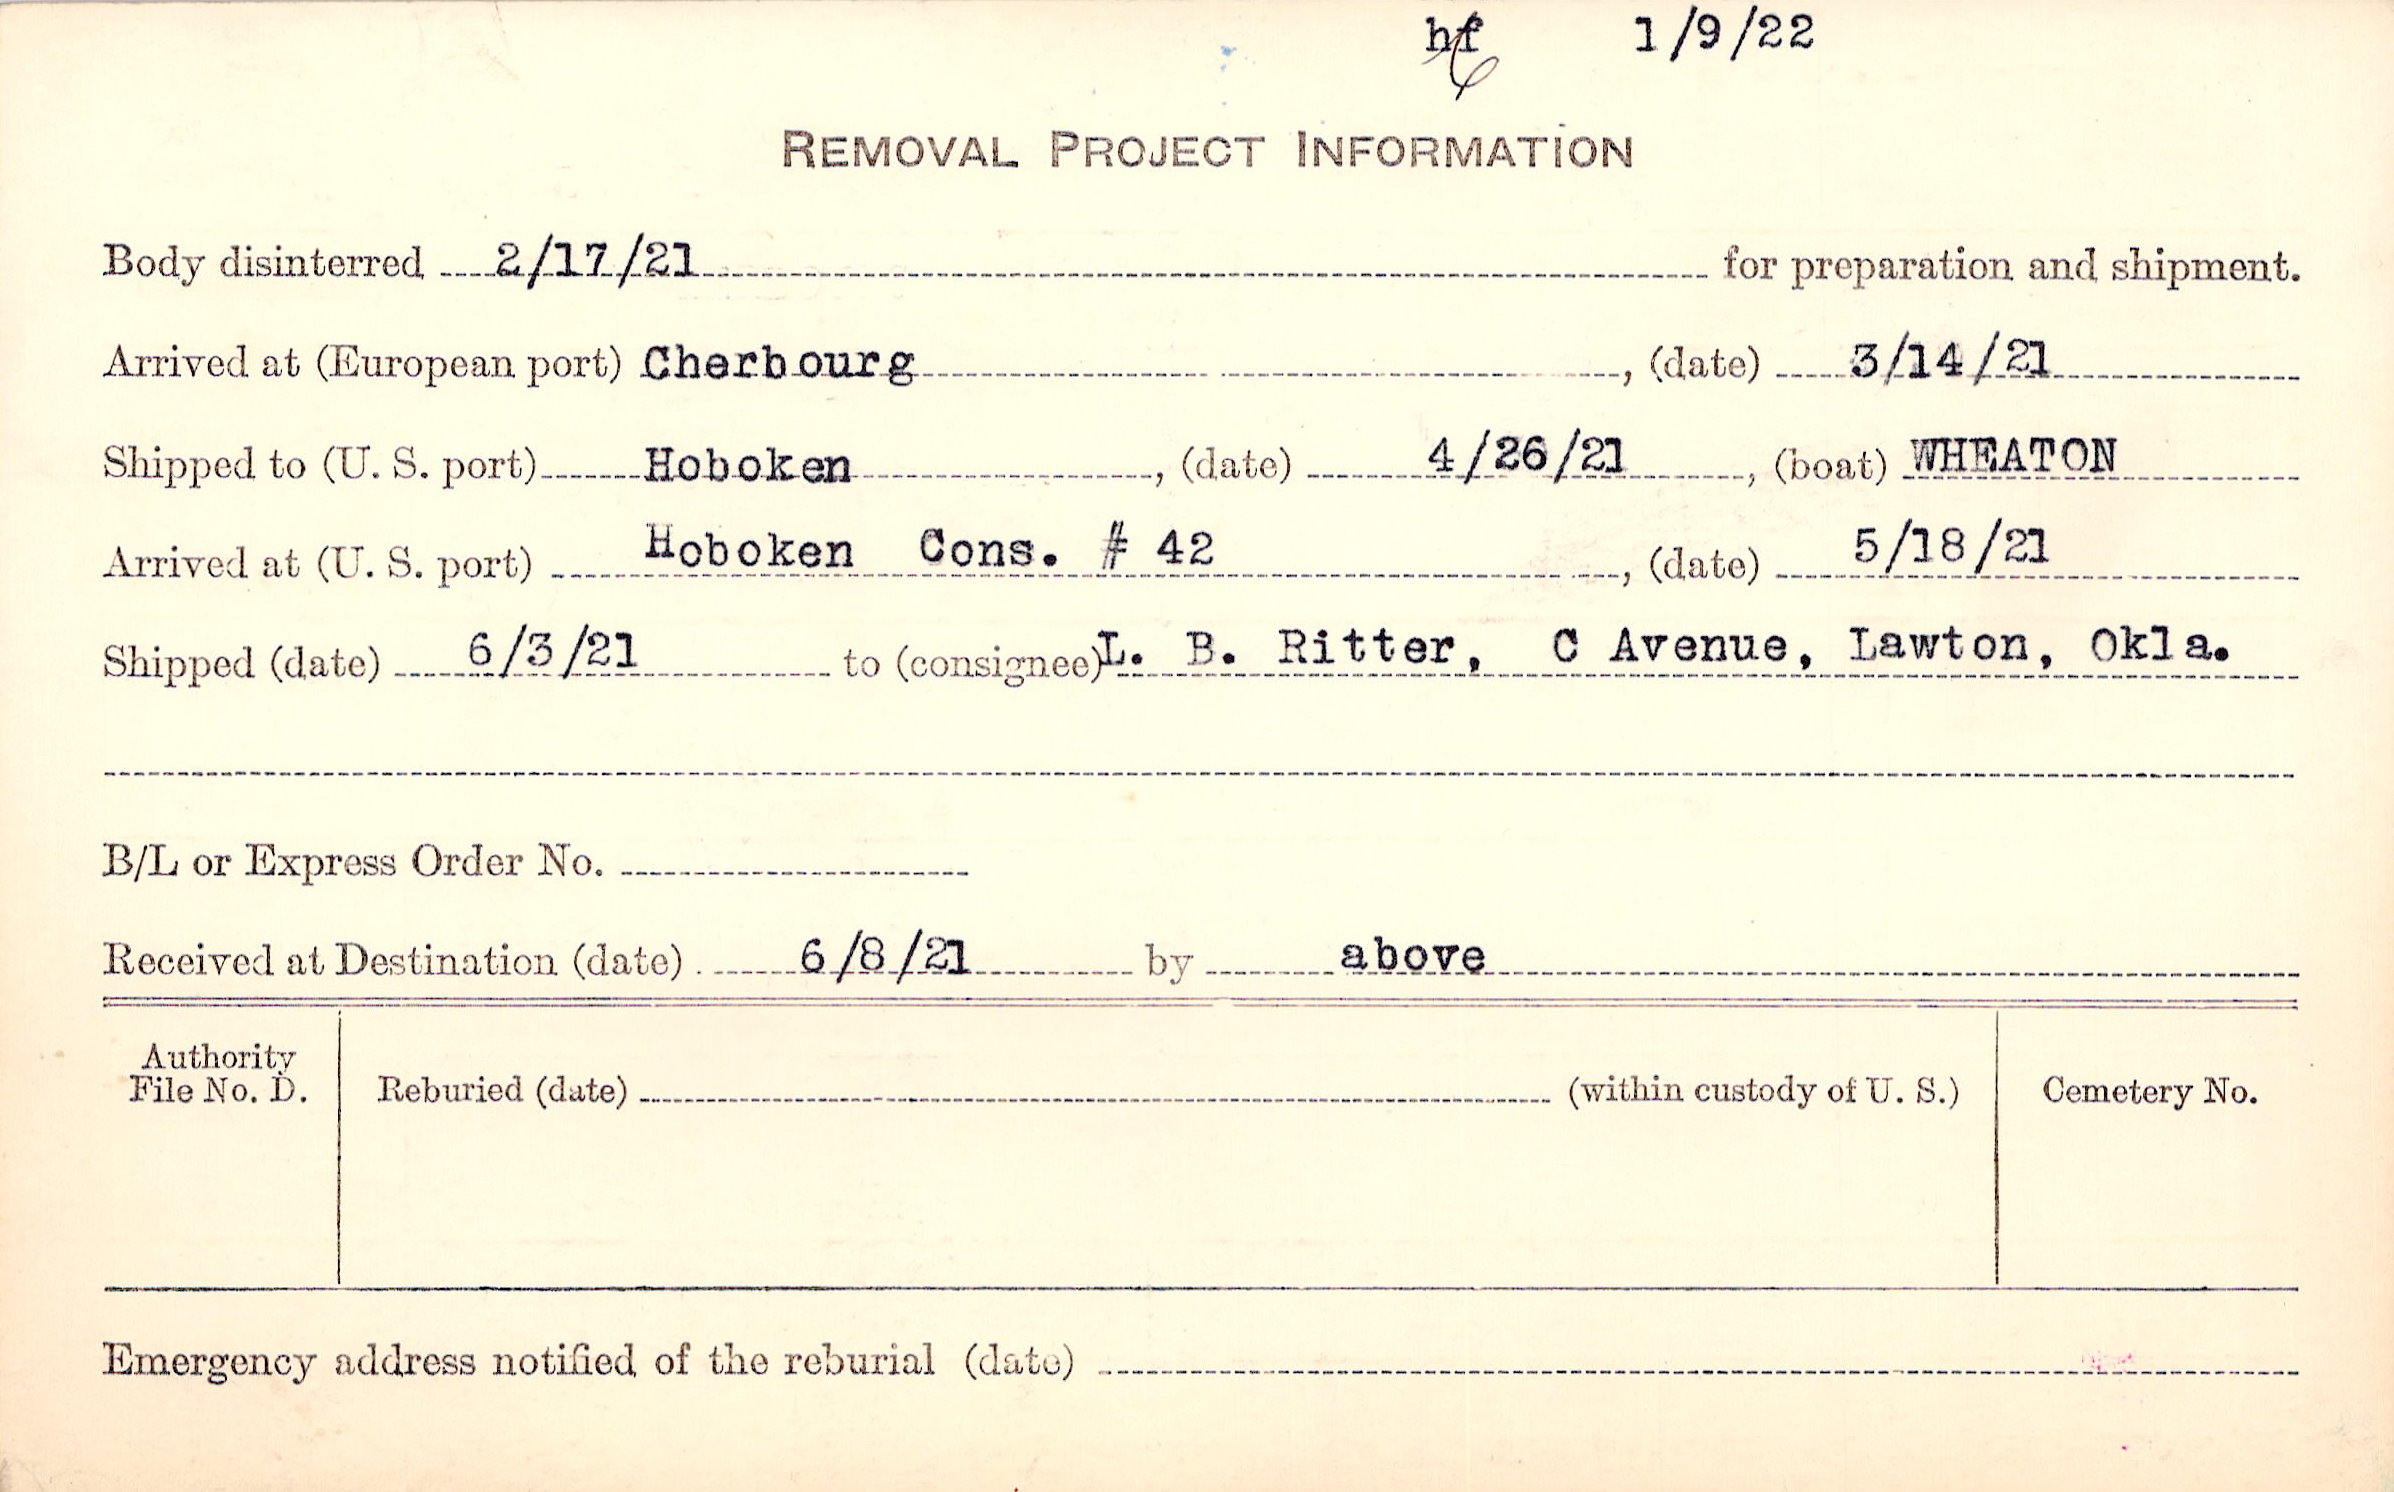 hf 1/9/22
REMOVAL PROJECT INFORMATION
Body disinterred 2/17/21 for preparation and shipment.
Arrived at (European port) Cherbourg, (date) 3/14/21
Shipped to (U. S. port) Hoboken, (date) 4/26/21, (boat) WHEATON
Arrived at (U. S. port) Hoboken Cons. # 42, (date) 5/18/21
Shipped (date) 6/3/21 to (consignee) L. B. Ritter, C Avenue, Lawton, Okla.
B/L or Express Order No.
Received at Destination (date) 6/8/21 by above
Authority
File No. D.
Reburied (date) (within custody of U. S.)
Cemetery No.
Emergency address notified of the reburial (date)